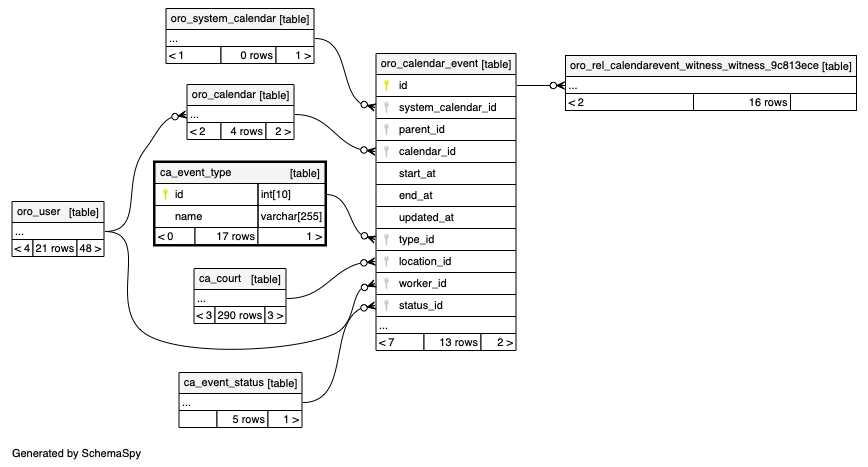 oro_system_calendar [table]
...
< 1 0 rows 1 >
oro_calendar [table]
...
< 2 4 rows 2 >
ca_event_type [table]
id int[10]
name varchar[255]
< 0 17 rows 1 >
oro_user [table]
...
< 4 21 rows 48 >
ca_court [table]
...
< 3 290 rows 3 >
ca_event_status [table]
...
5 rows 1 >
oro_calendar_event [table]
id
system_calendar_id
parent_id
calendar_id
start_at
end_at
updated_at
type_id
location_id
worker_id
status_id
...
< 7 13 rows 2 >
oro_rel_calendarevent_witness_witness_9c813ece [table]
...
< 2 16 rows
Generated by SchemaSpy